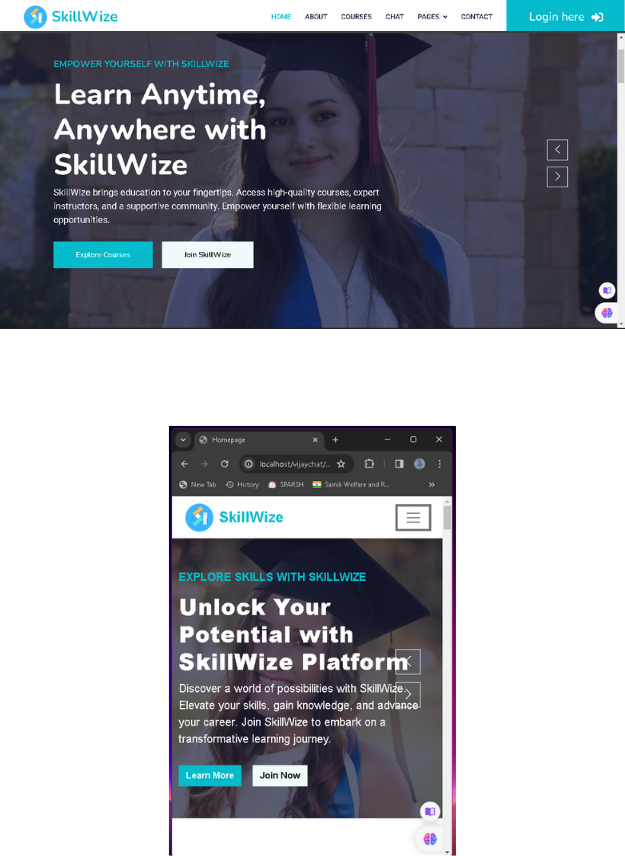 SkillWize
HOME ABOUT COURSES CHAT PAGES CONTACT Login here
EMPOWER YOURSELF WITH SKILLWIZE
Learn Anytime,
Anywhere with
SkillWize
SkillWize brings education to your fingertips. Access high-quality courses, expert
instructors, and a supportive community. Empower yourself with flexible learning
opportunities.
Explore Courses Join SkillWize
Homepage
localhost/vijaychat/...
New Tab History SPARSH Sainik Welfare and R...
SkillWize
EXPLORE SKILLS WITH SKILLWIZE
Unlock Your
Potential with
SkillWize Platform
Discover a world of possibilities with SkillWize.
Elevate your skills, gain knowledge, and advance
your career. Join SkillWize to embark on a
transformative learning journey.
Learn More Join Now